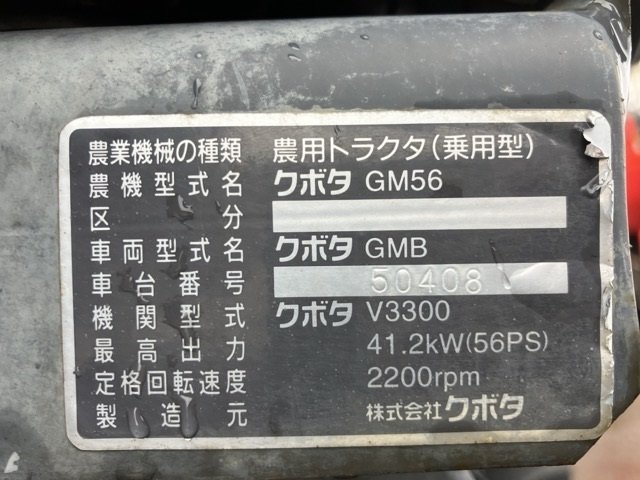 農業機械の種類 農用トラクタ(乗用型)
農機型式名 クボタ GM56
区分
車両型式名 クボタ GMB
車台番号 50408
機関型式 クボタ V3300
最高出力 41.2kW(56PS)
定格回転速度 2200rpm
製造元 株式会社クボタ